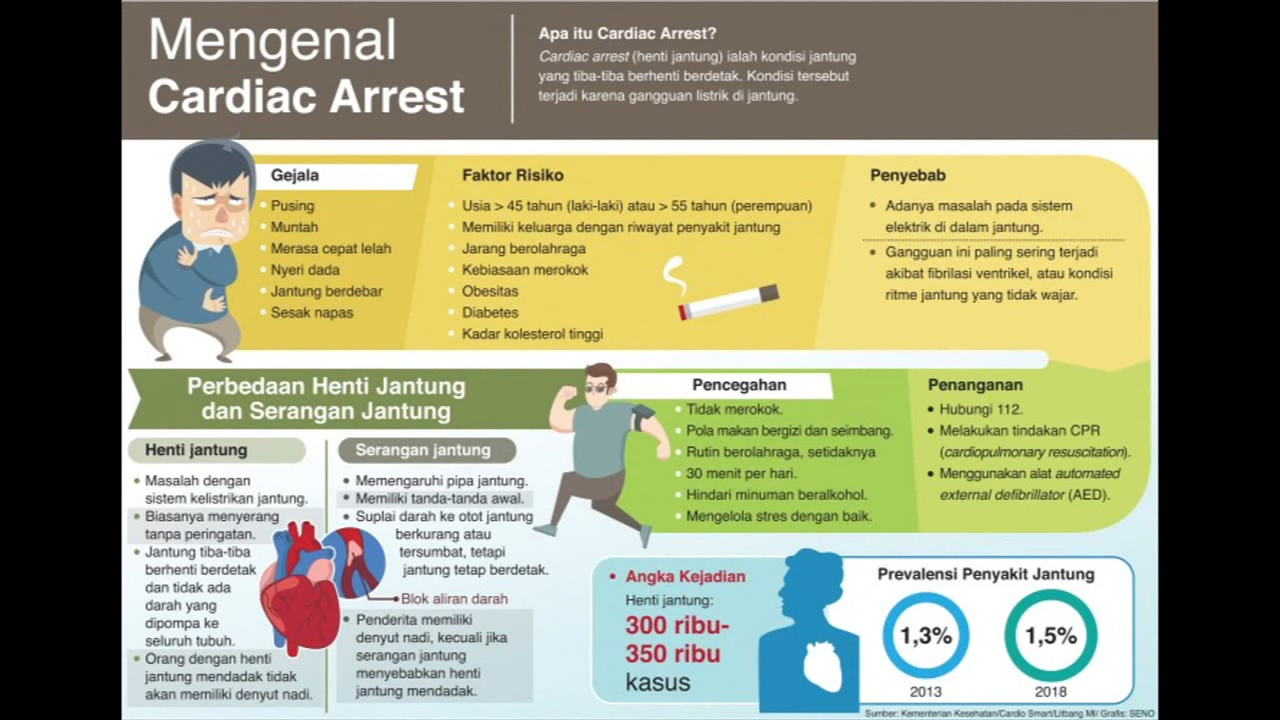 Mengenal
Cardiac Arrest
Apa itu Cardiac Arrest?
Cardiac arrest (henti jantung) ialah kondisi jantung
yang tiba-tiba berhenti berdetak. Kondisi tersebut
terjadi karena gangguan listrik di jantung.
Gejala
• Pusing
• Muntah
• Merasa cepat lelah
• Nyeri dada
• Jantung berdebar
• Sesak napas
Faktor Risiko
• Usia > 45 tahun (laki-laki) atau > 55 tahun (perempuan)
• Memiliki keluarga dengan riwayat penyakit jantung
• Jarang berolahraga
• Kebiasaan merokok
• Obesitas
• Diabetes
• Kadar kolesterol tinggi
Penyebab
• Adanya masalah pada sistem
elektrik di dalam jantung.
• Gangguan ini paling sering terjadi
akibat fibrilasi ventrikel, atau kondisi
ritme jantung yang tidak wajar.
Perbedaan Henti Jantung
dan Serangan Jantung
Henti jantung
• Masalah dengan
sistem kelistrikan jantung.
• Biasanya menyerang
tanpa peringatan.
• Jantung tiba-tiba
berhenti berdetak
dan tidak ada
darah yang
dipompa ke
seluruh tubuh.
• Orang dengan henti
jantung mendadak tidak
akan memiliki denyut nadi.
Serangan jantung
• Memengaruhi pipa jantung.
• Memiliki tanda-tanda awal.
• Suplai darah ke otot jantung
berkurang atau
tersumbat, tetapi
jantung tetap berdetak.
Blok aliran darah
• Penderita memiliki
denyut nadi, kecuali jika
serangan jantung
menyebabkan henti
jantung mendadak.
Pencegahan
• Tidak merokok.
• Pola makan bergizi dan seimbang.
• Rutin berolahraga, setidaknya
• 30 menit per hari.
• Hindari minuman beralkohol.
• Mengelola stres dengan baik.
Penanganan
• Hubungi 112.
• Melakukan tindakan CPR
(cardiopulmonary resuscitation).
• Menggunakan alat automated
external defibrillator (AED).
• Angka Kejadian
Henti jantung:
300 ribu-
350 ribu
kasus
Prevalensi Penyakit Jantung
1,3%
2013
1,5%
2018
Sumber: Kementerian Kesehatan/Cardio Smart/Litbang MI/ Grafis: SENO